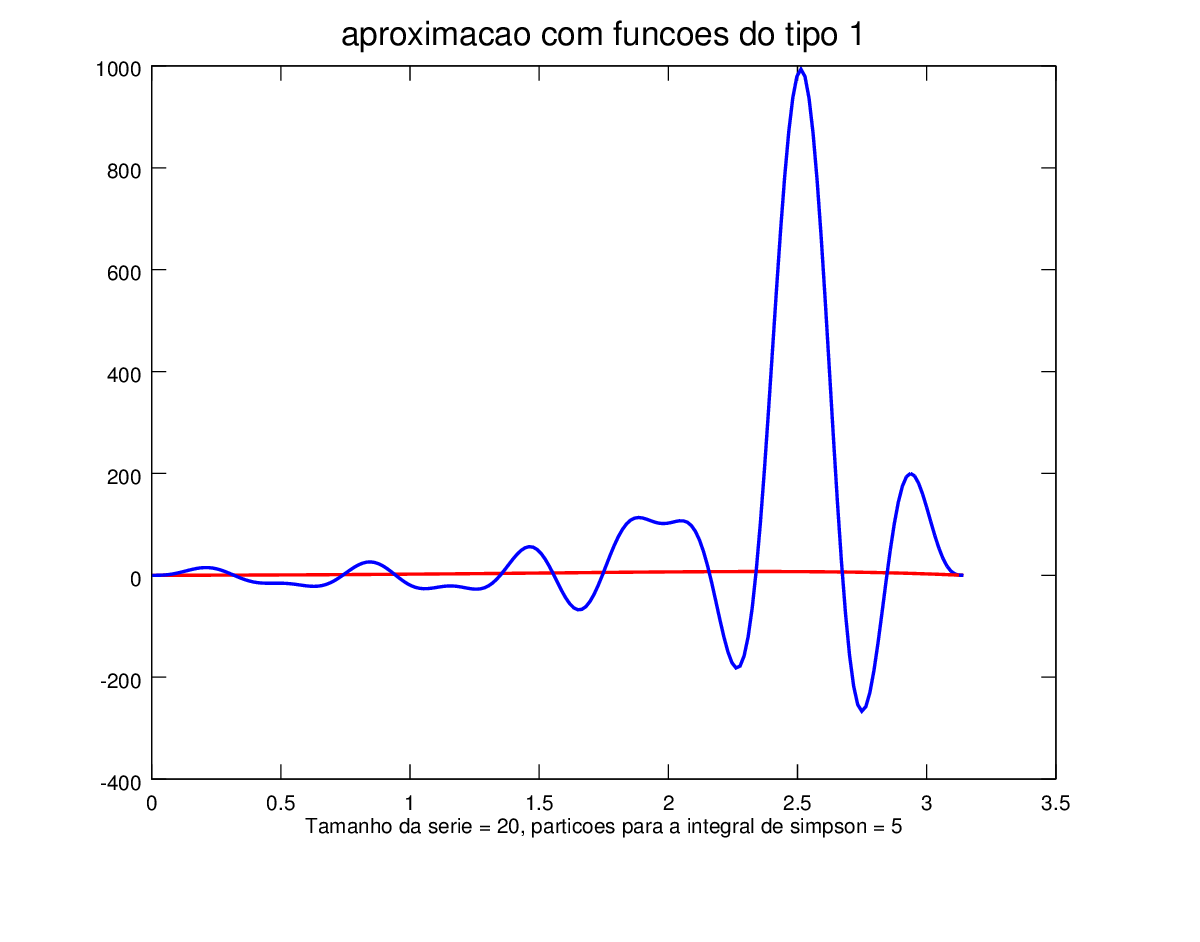 aproximacao com funcoes do tipo 1
1000
800
600
400
200
0
-200
-400
0 0.5 1 1.5 2 2.5 3 3.5
Tamanho da serie = 20, particoes para a integral de simpson = 5